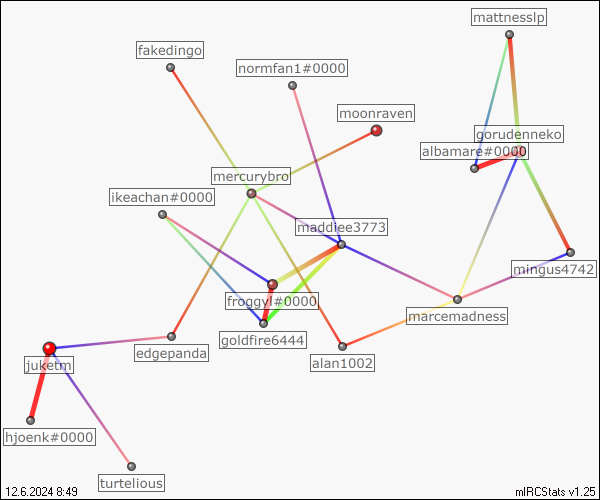 mattnesslp
fakedingo
normfan1#0000
moonraven
gorudenneko
albamare#0000
mercurybro
ikeachan#0000
maddiee3773
mingus4742
froggyl#0000
marcemadness
goldfire6444
edgepanda
alan1002
juketm
hjoenk#0000
turtelious
12.6.2024 8:49
mIRCStats v1.25